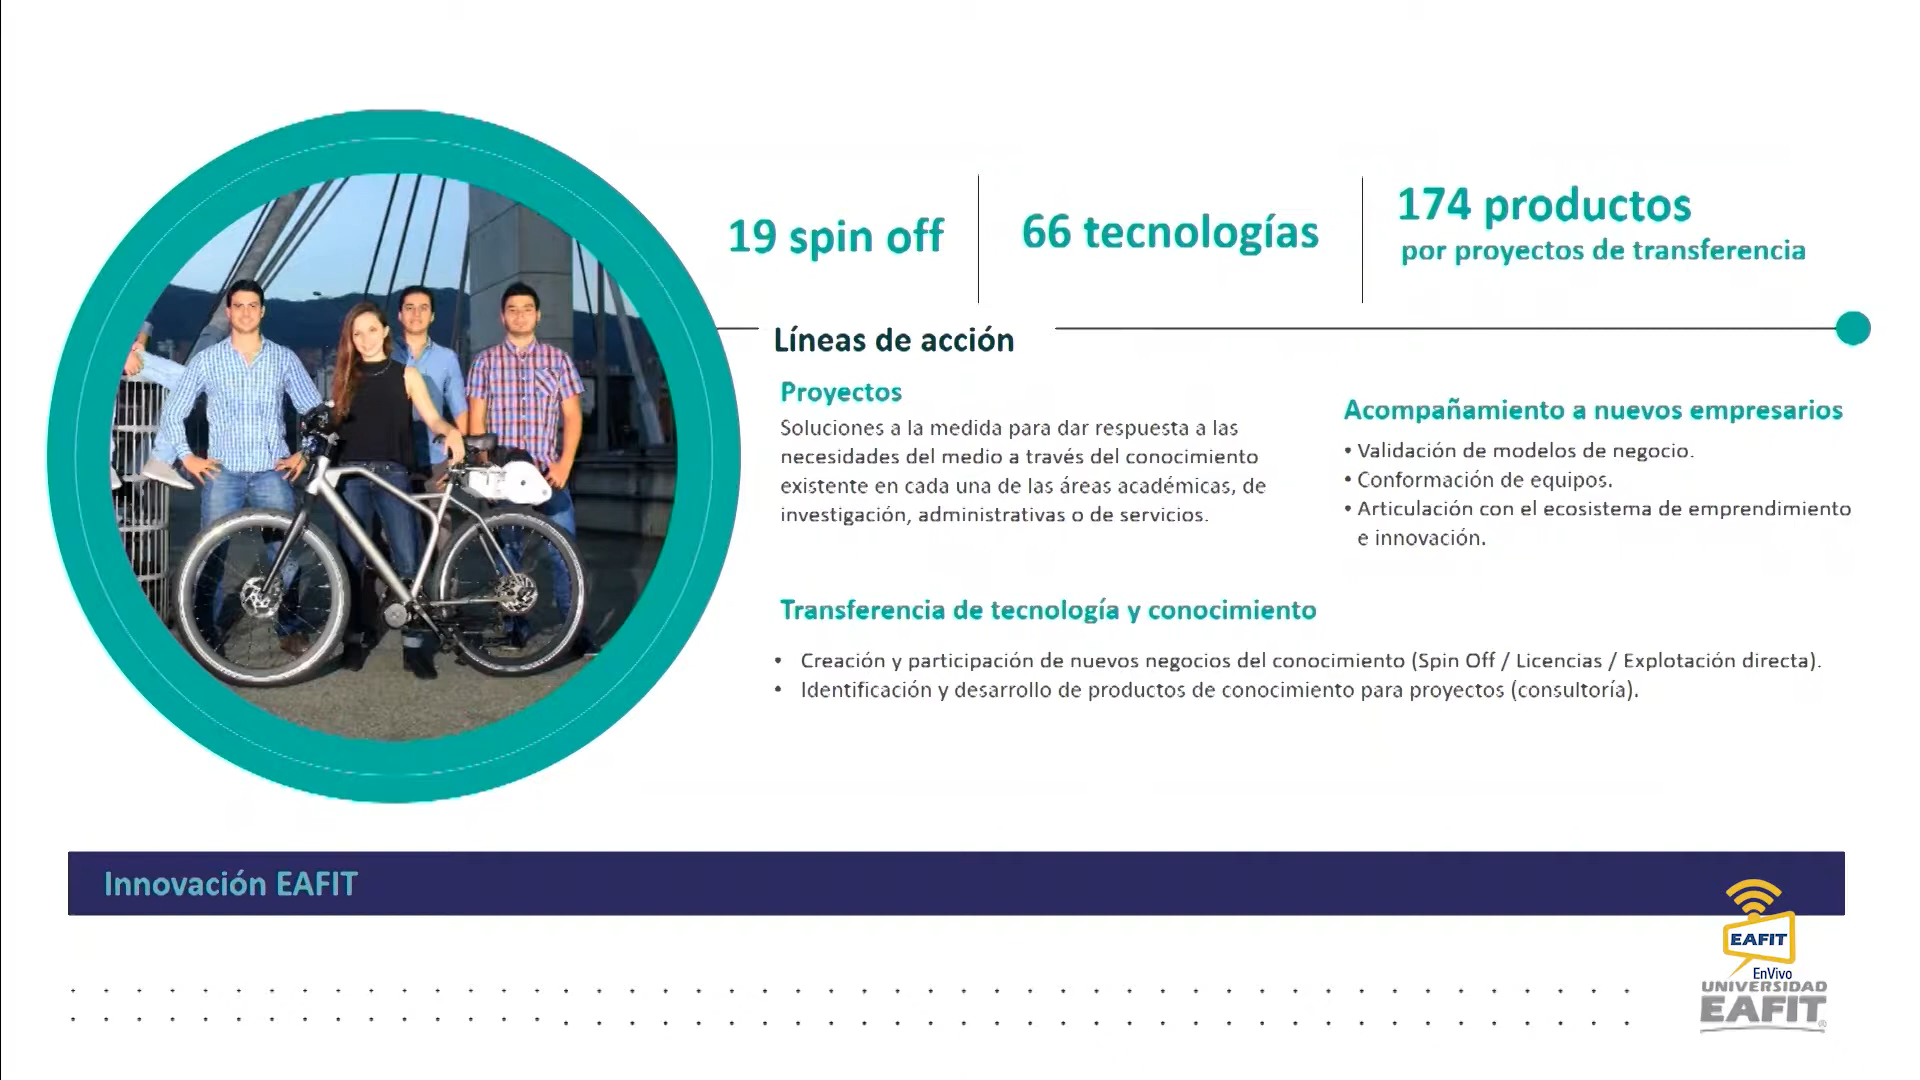 19 spin off
66 tecnologías
174 productos
por proyectos de transferencia
Líneas de acción
Proyectos
Soluciones a la medida para dar respuesta a las
necesidades del medio a través del conocimiento
existente en cada una de las áreas académicas, de
investigación, administrativas o de servicios.
Acompañamiento a nuevos empresarios
• Validación de modelos de negocio.
• Conformación de equipos.
• Articulación con el ecosistema de emprendimiento
e innovación.
Transferencia de tecnología y conocimiento
• Creación y participación de nuevos negocios del conocimiento (Spin Off / Licencias / Explotación directa).
• Identificación y desarrollo de productos de conocimiento para proyectos (consultoría).
Innovación EAFIT
EAFIT
EnVivo
UNIVERSIDAD
EAFIT®